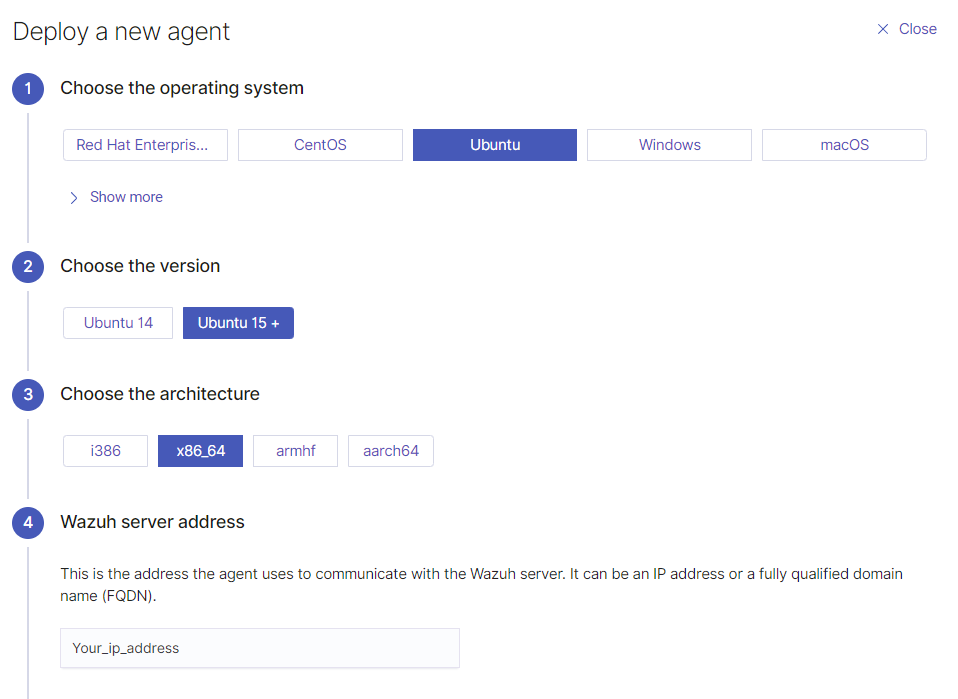 Deploy a new agent
Close
1 Choose the operating system
Red Hat Enterpris... CentOS Ubuntu Windows macOS
Show more
2 Choose the version
Ubuntu 14 Ubuntu 15 +
3 Choose the architecture
i386 x86_64 armhf aarch64
4 Wazuh server address
This is the address the agent uses to communicate with the Wazuh server. It can be an IP address or a fully qualified domain
name (FQDN).
Your_ip_address